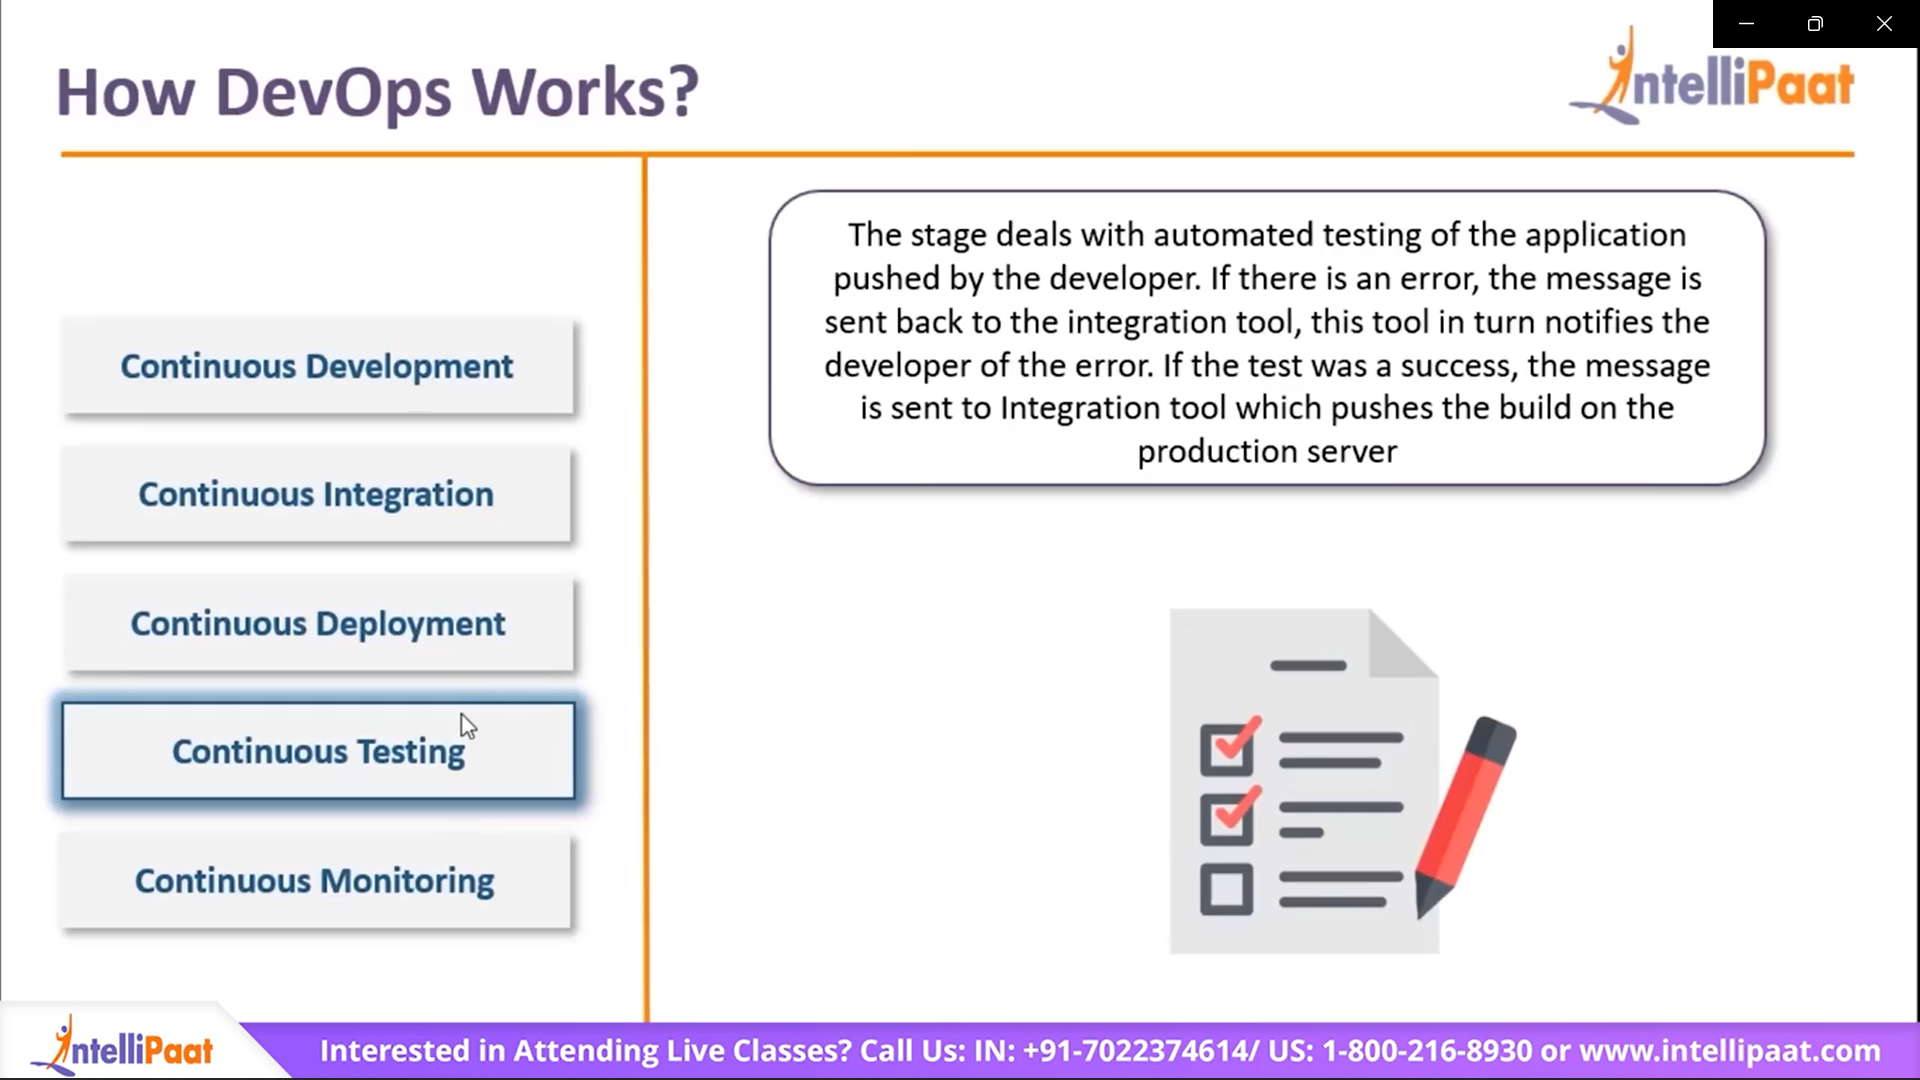 How DevOps Works?
IntelliPaat
The stage deals with automated testing of the application
pushed by the developer. If there is an error, the message is
sent back to the integration tool, this tool in turn notifies the
developer of the error. If the test was a success, the message
is sent to Integration tool which pushes the build on the
production server
Continuous Development
Continuous Integration
Continuous Deployment
Continuous Testing
Continuous Monitoring
IntelliPaat
Interested in Attending Live Classes? Call Us: IN: +91-7022374614/ US: 1-800-216-8930 or www.intellipaat.com